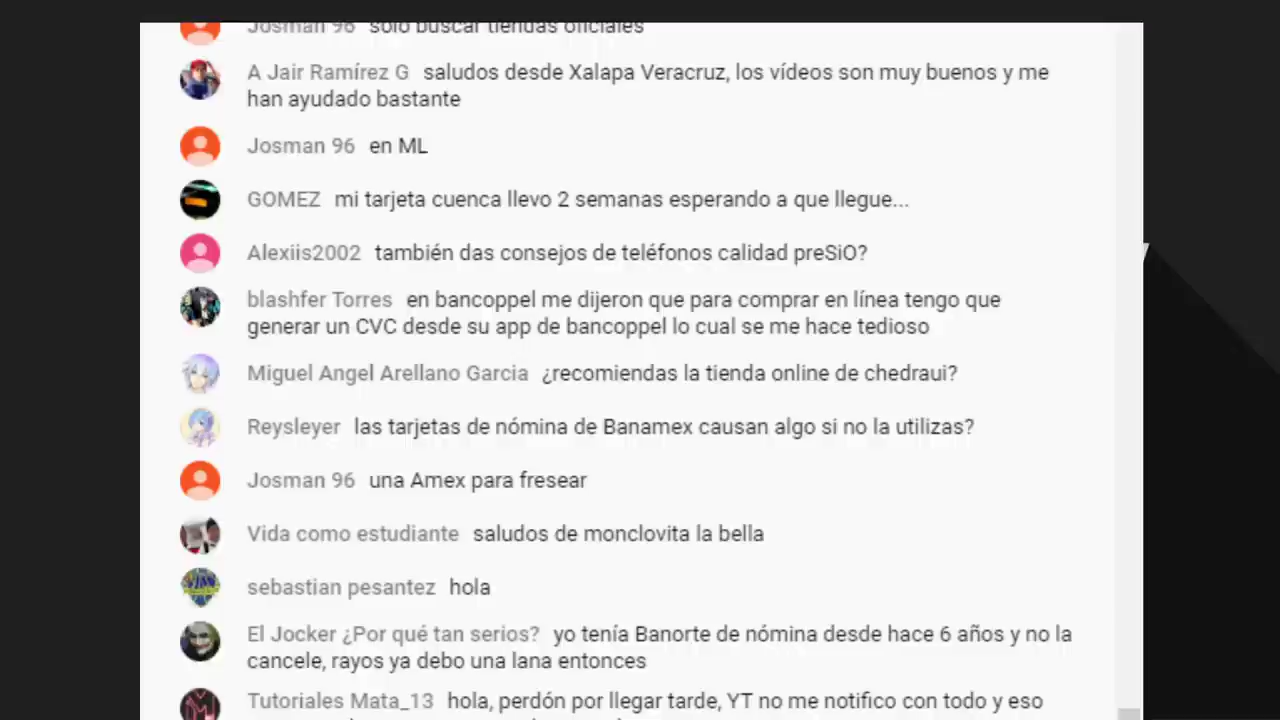 Josman 96 solo buscar tiendas oficiales
A Jair Ramírez G saludos desde Xalapa Veracruz, los vídeos son muy buenos y me
han ayudado bastante
Josman 96 en ML
GOMEZ mi tarjeta cuenca llevo 2 semanas esperando a que llegue...
Alexiis2002 también das consejos de teléfonos calidad preSiO?
blashfer Torres en bancoppel me dijeron que para comprar en línea tengo que
generar un CVC desde su app de bancoppel lo cual se me hace tedioso
Miguel Angel Arellano Garcia ¿recomiendas la tienda online de chedraui?
Reysleyer las tarjetas de nómina de Banamex causan algo si no la utilizas?
Josman 96 una Amex para fresear
Vida como estudiante saludos de monclovita la bella
sebastian pesantez hola
El Jocker ¿Por qué tan serios? yo tenía Banorte de nómina desde hace 6 años y no la
cancele, rayos ya debo una lana entonces
Tutoriales Mata_13 hola, perdón por llegar tarde, YT no me notifico con todo y eso